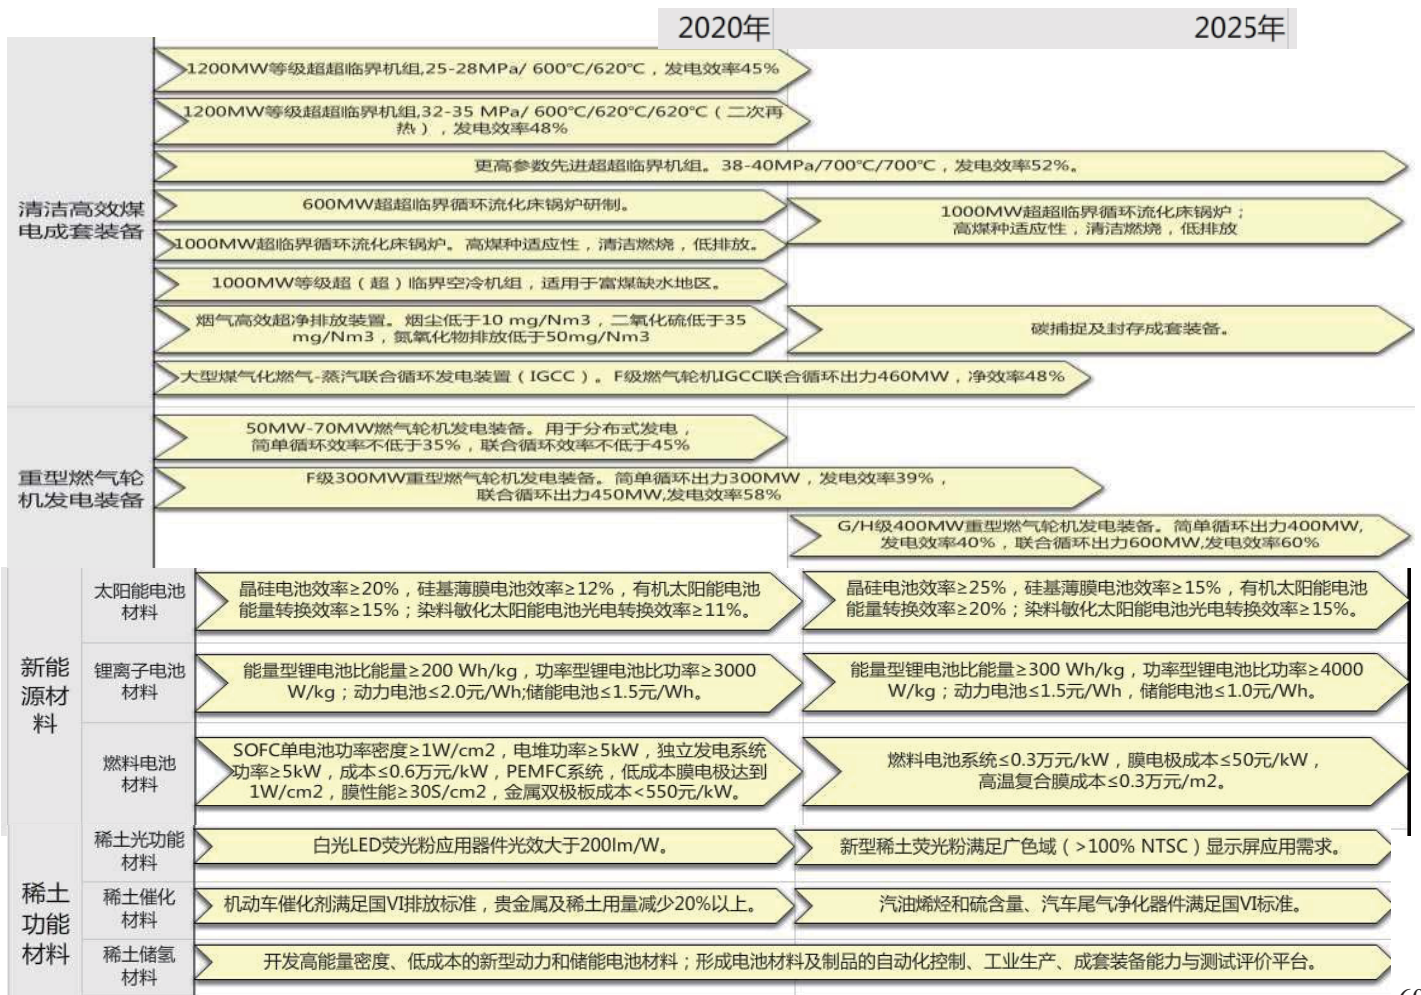 2020年
2025年
清洁高效煤
电成套装备
1200MW等级超超临界机组,25-28MPa/ 600℃/620℃，发电效率45%
1200MW等级超超临界机组,32-35 MPa/ 600℃/620℃/620℃（二次再
热），发电效率48%
更高参数先进超超临界机组。38-40MPa/700℃/700℃，发电效率52%。
600MW超超临界循环流化床锅炉研制。
1000MW超临界循环流化床锅炉。高煤种适应性，清洁燃烧，低排放。
1000MW超超临界循环流化床锅炉；
高煤种适应性，清洁燃烧，低排放
1000MW等级超（超）临界空冷机组，适用于富煤缺水地区。
烟气高效超净排放装置。烟尘低于10 mg/Nm3，二氧化硫低于35
mg/Nm3，氮氧化物排放低于50mg/Nm3
碳捕捉及封存成套装备。
大型煤气化燃气-蒸汽联合循环发电装置（IGCC）。F级燃气轮机IGCC联合循环出力460MW，净效率48%
重型燃气轮
机发电装备
50MW-70MW燃气轮机发电装备。用于分布式发电，
简单循环效率不低于35%，联合循环效率不低于45%
F级300MW重型燃气轮机发电装备。简单循环出力300MW，发电效率39%，
联合循环出力450MW,发电效率58%
G/H级400MW重型燃气轮机发电装备。简单循环出力400MW,
发电效率40%，联合循环出力600MW,发电效率60%
新能
源材
料
太阳能电池
材料
晶硅电池效率≥20%，硅基薄膜电池效率≥12%，有机太阳能电池
能量转换效率≥15%；染料敏化太阳能电池光电转换效率≥11%。
晶硅电池效率≥25%，硅基薄膜电池效率≥15%，有机太阳能电池
能量转换效率≥20%；染料敏化太阳能电池光电转换效率≥15%。
锂离子电池
材料
能量型锂电池比能量≥200 Wh/kg，功率型锂电池比功率≥3000
W/kg；动力电池≤2.0元/Wh;储能电池≤1.5元/Wh。
能量型锂电池比能量≥300 Wh/kg，功率型锂电池比功率≥4000
W/kg；动力电池≤1.5元/Wh，储能电池≤1.0元/Wh。
燃料电池
材料
SOFC单电池功率密度≥1W/cm2，电堆功率≥5kW，独立发电系统
功率≥5kW，成本≤0.6万元/kW，PEMFC系统，低成本膜电极达到
1W/cm2，膜性能≥30S/cm2，金属双极板成本<550元/kW。
燃料电池系统≤0.3万元/kW，膜电极成本≤50元/kW，
高温复合膜成本≤0.3万元/m2。
稀土
功能
材料
稀土光功能
材料
白光LED荧光粉应用器件光效大于200lm/W。
新型稀土荧光粉满足广色域（>100% NTSC）显示屏应用需求。
稀土催化
材料
机动车催化剂满足国VI排放标准，贵金属及稀土用量减少20%以上。
汽油烯烃和硫含量、汽车尾气净化器件满足国VI标准。
稀土储氢
材料
开发高能量密度、低成本的新型动力和储能电池材料；形成电池材料及制品的自动化控制、工业生产、成套装备能力与测试评价平台。